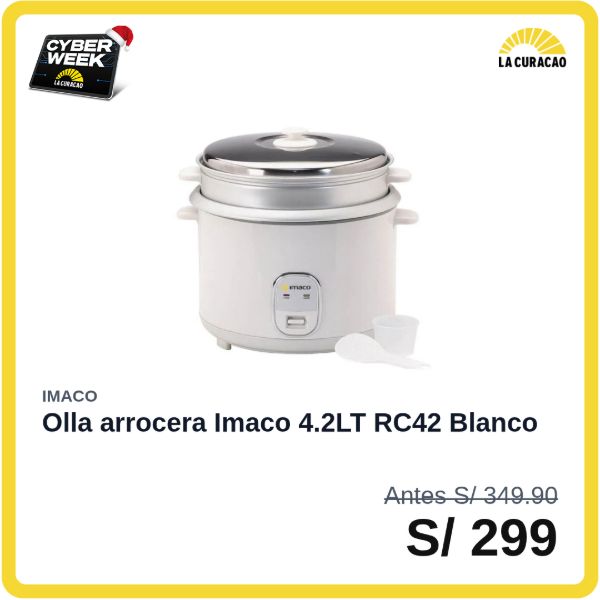 CYBER
WEEK
LA CURACAO
LA CURACAO
imaco
IMACO
Olla arrocera Imaco 4.2LT RC42 Blanco
Antes S/ 349.90
S/ 299